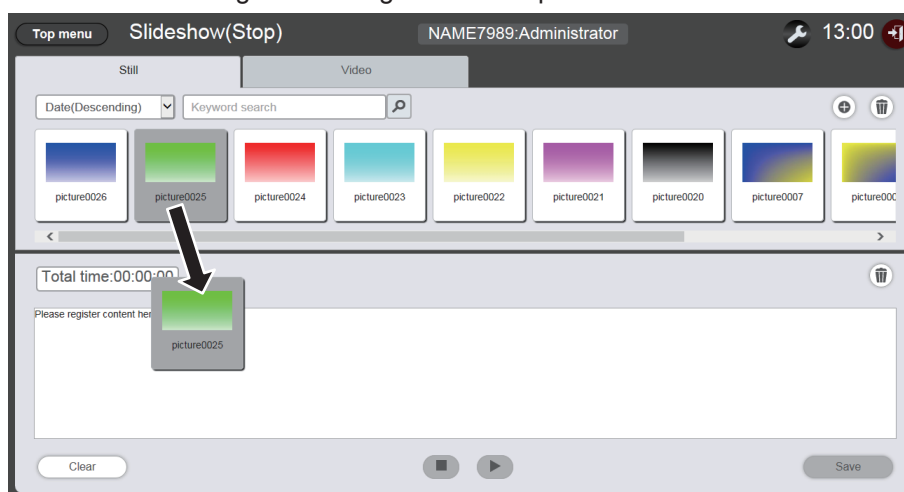 Top menu Slideshow(Stop) NAME7989:Administrator 13:00
Still Video
Date(Descending) Keyword search
picture0026 picture0025 picture0024 picture0023 picture0022 picture0021 picture0020 picture0007 picture000
Total time:00:00:00
Please register content her
picture0025
Clear Save